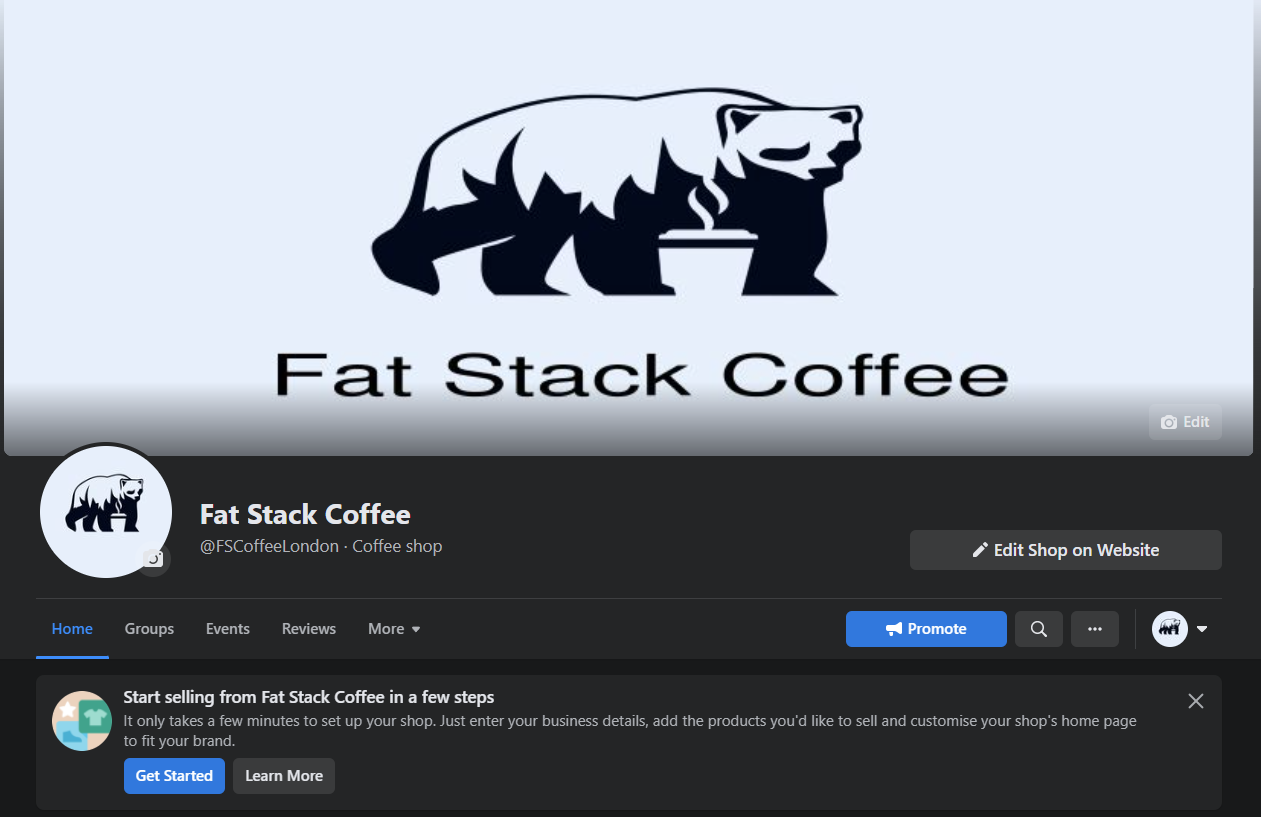 Fat Stack Coffee
Edit
Fat Stack Coffee
@FSCoffeeLondon · Coffee shop
Edit Shop on Website
Home Groups Events Reviews More
Promote
Start selling from Fat Stack Coffee in a few steps
It only takes a few minutes to set up your shop. Just enter your business details, add the products you'd like to sell and customise your shop's home page
to fit your brand.
Get Started Learn More